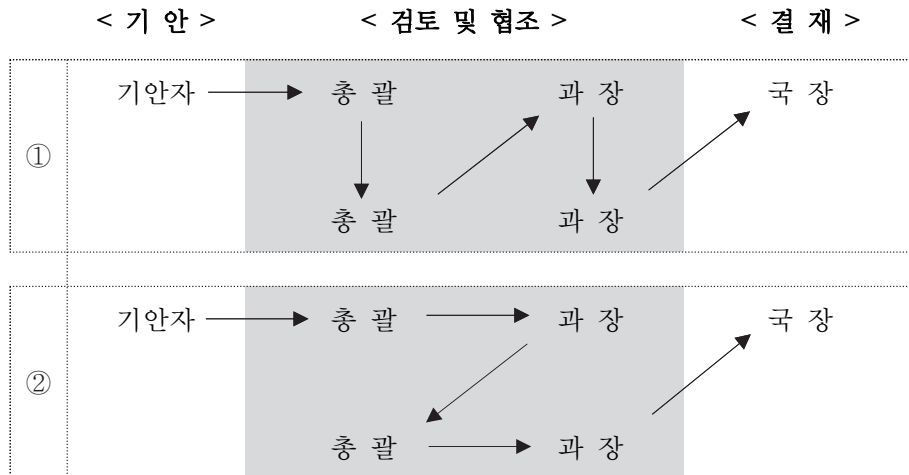 < 기 안 > < 검토 및 협조 > < 결 재 >
기안자 총 괄 과 장 국 장
①
총 괄 과 장
기안자 총 괄 과 장 국 장
②
총 괄 과 장